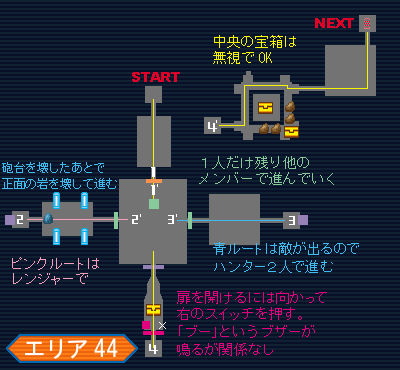 NEXT
中央の宝箱は
無視でOK
START
4'
１人だけ残り他の
メンバーで進んでいく
砲台を壊したあとで
正面の岩を壊して進む
2
2'
3'
3
ピンクルートは
レンジャーで
青ルートは敵が出るので
ハンター２人で進む
扉を開けるには向かって
右のスイッチを押す。
「ブー」というブザーが
鳴るが関係なし
4
エリア44